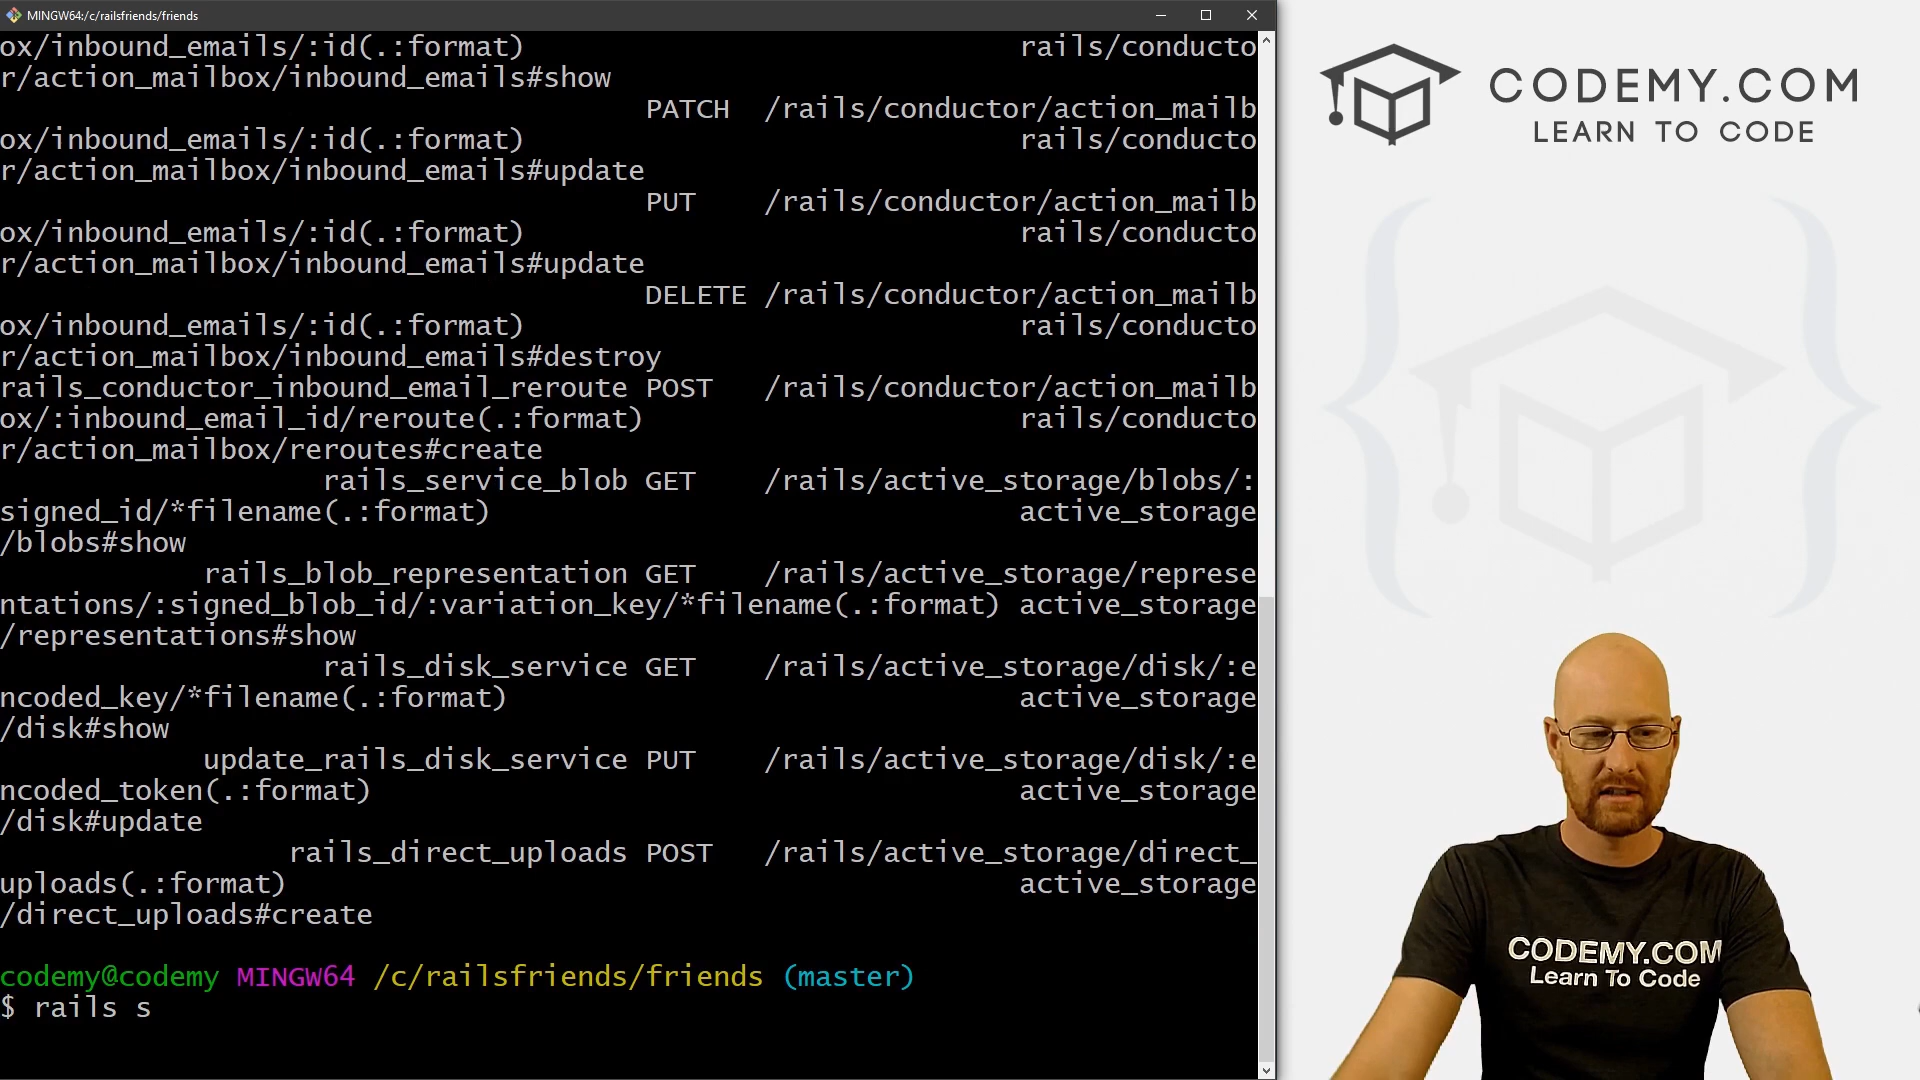 MINGW64:/c/railsfriends/friends
ox/inbound_emails/:id(.:format) rails/conducto
r/action_mailbox/inbound_emails#show
PATCH /rails/conductor/action_mailb
ox/inbound_emails/:id(.:format) rails/conducto
r/action_mailbox/inbound_emails#update
PUT /rails/conductor/action_mailb
ox/inbound_emails/:id(.:format) rails/conducto
r/action_mailbox/inbound_emails#update
DELETE /rails/conductor/action_mailb
ox/inbound_emails/:id(.:format) rails/conducto
r/action_mailbox/inbound_emails#destroy
rails_conductor_inbound_email_reroute POST /rails/conductor/action_mailb
ox/:inbound_email_id/reroute(.:format) rails/conducto
r/action_mailbox/reroutes#create
rails_service_blob GET /rails/active_storage/blobs/:
signed_id/*filename(.:format) active_storage
/blobs#show
rails_blob_representation GET /rails/active_storage/represe
ntations/:signed_blob_id/:variation_key/*filename(.:format) active_storage
/representations#show
rails_disk_service GET /rails/active_storage/disk/:e
ncoded_key/*filename(.:format) active_storage
/disk#show
update_rails_disk_service PUT /rails/active_storage/disk/:e
ncoded_token(.:format) active_storage
/disk#update
rails_direct_uploads POST /rails/active_storage/direct_
uploads(.:format) active_storage
/direct_uploads#create
codemy@codemy MINGW64 /c/railsfriends/friends (master)
$ rails s
CODEMY.COM
LEARN TO CODE
CODEMY.COM
Learn To Code